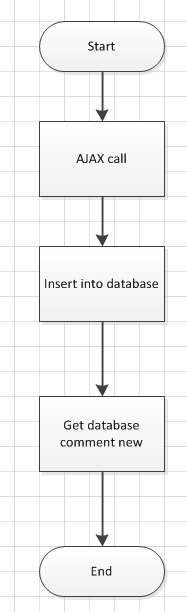 Start
AJAX call
Insert into database
Get database
comment new
End